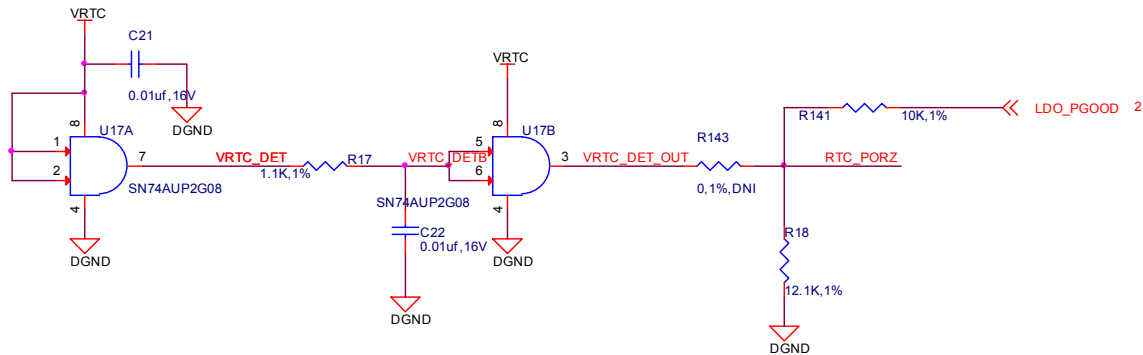 VRTC
C21
0.01uf,16V
DGND
8
U17A
1
2
7
4
SN74AUP2G08
DGND
VRTC_DET
R17
1.1K,1%
VRTC_DETB
SN74AUP2G08
C22
0.01uf,16V
DGND
VRTC
8
U17B
5
6
3
4
DGND
VRTC_DET_OUT
R143
0,1%,DNI
R141
10K,1%
LDO_PGOOD 2
RTC_PORZ
R18
12.1K,1%
DGND